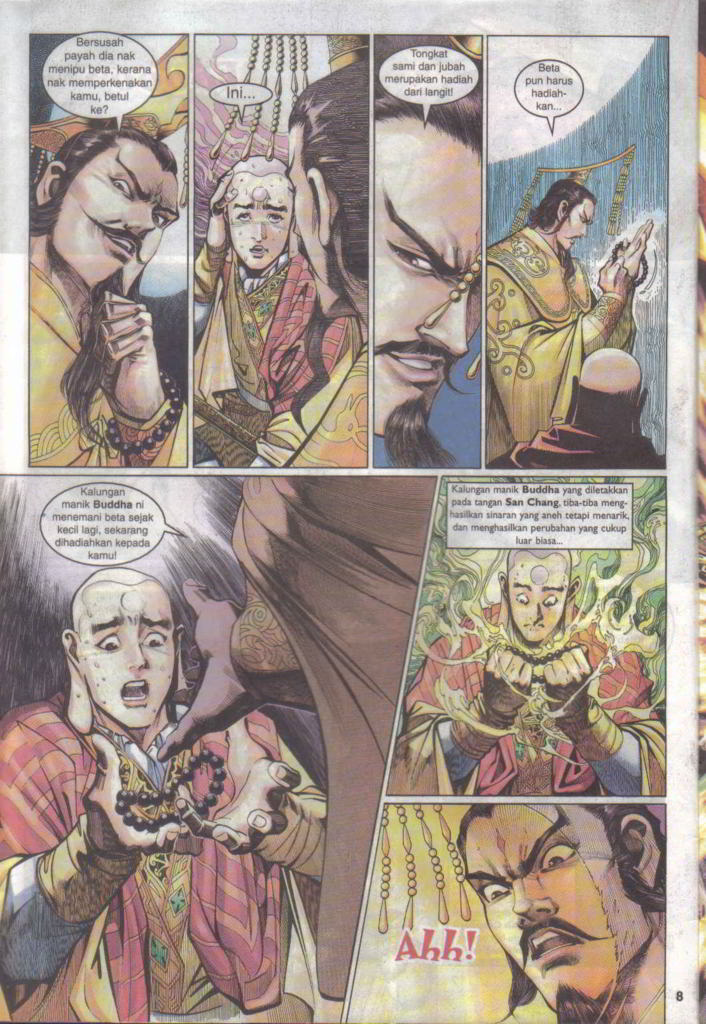 Bersusah
payah dia nak
menipu beta, kerana
nak memperkenakan
kamu, betul
ke?
Ini...
Tongkat
sami dan jubah
merupakan hadiah
dari langit!
Beta
pun harus
hadiah-
kan...
Kalungan
manik Buddha ni
menemani beta sejak
kecil lagi, sekarang
dihadiahkan kepada
kamu!
Kalungan manik Buddha yang diletakkan
pada tangan San Chang, tiba-tiba meng-
hasilkan sinaran yang aneh tetapi menarik,
dan menghasilkan perubahan yang cukup
luar biasa...
Ahh!
8